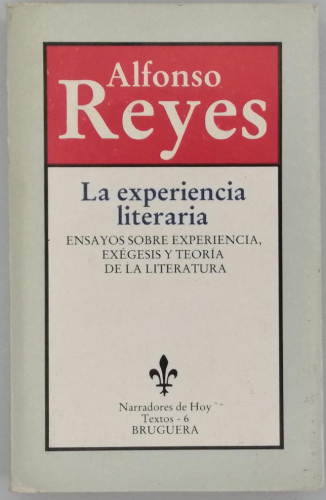 Alfonso
Reyes
La experiencia
literaria
ENSAYOS SOBRE EXPERIENCIA,
EXÉGESIS Y TEORÍA
DE LA LITERATURA
Narradores de Hoy
Textos - 6
BRUGUERA